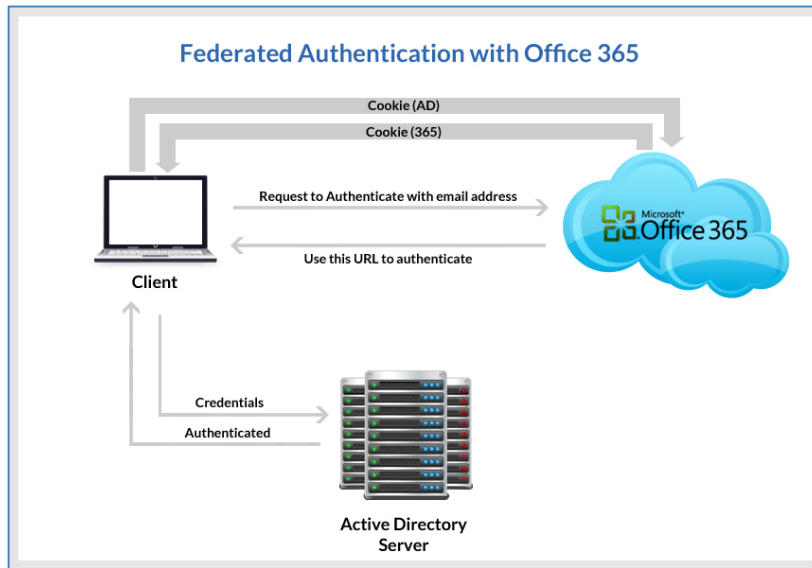 Federated Authentication with Office 365
Cookie (AD)
Cookie (365)
Request to Authenticate with email address
Microsoft®
Office 365
Use this URL to authenticate
Client
Credentials
Authenticated
Active Directory
Server